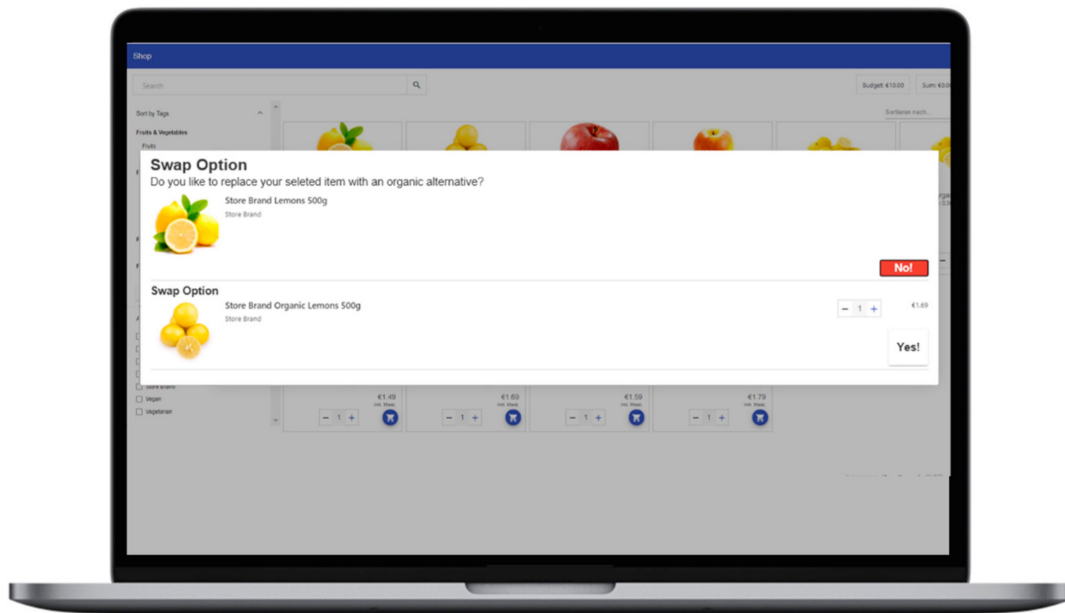 Shop
Search
Budget: €10.00
Sum: €0.00
Sortieren nach...
Sort by Tags
Fruits & Vegetables
Fruits
Swap Option
Do you like to replace your seleted item with an organic alternative?
Store Brand Lemons 500g
Store Brand
No!
Swap Option
Store Brand Organic Lemons 500g
Store Brand
− 1 +
€1.69
Yes!
Store Brand
Vegan
Vegetarian
€1.49
€1.69
€1.59
€1.79
− 1 +
− 1 +
− 1 +
− 1 +